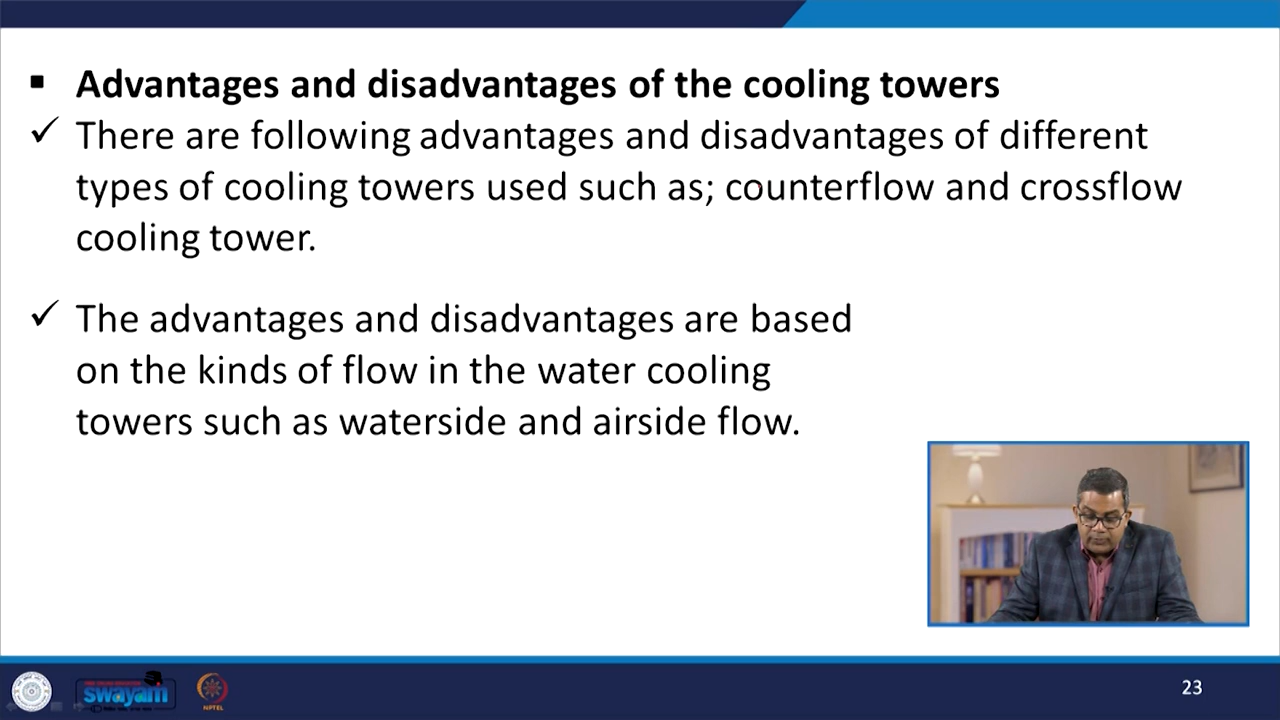 Advantages and disadvantages of the cooling towers
There are following advantages and disadvantages of different
types of cooling towers used such as; counterflow and crossflow
cooling tower.
The advantages and disadvantages are based
on the kinds of flow in the water cooling
towers such as waterside and airside flow.
swayam
NPTEL
23